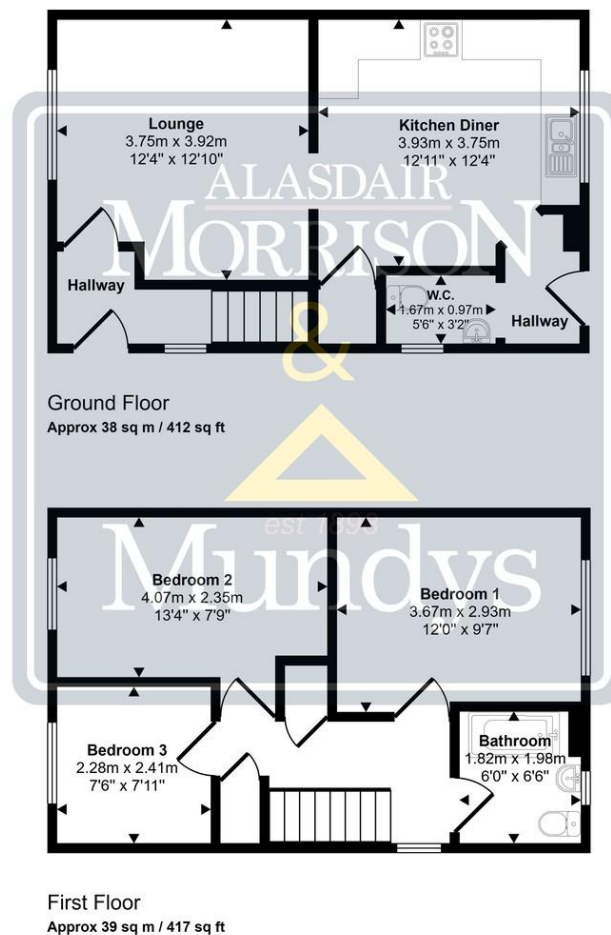 Lounge
3.75m x 3.92m
12'4" x 12'10"
Kitchen Diner
3.93m x 3.75m
12'11" x 12'4"
ALASDAIR
MORRISON
Hallway
W.C.
1.67m x 0.97m
5'6" x 3'2"
Hallway
&
Ground Floor
Approx 38 sq m / 412 sq ft
est 1898
Mundys
Bedroom 2
4.07m x 2.35m
13'4" x 7'9"
Bedroom 1
3.67m x 2.93m
12'0" x 9'7"
Bedroom 3
2.28m x 2.41m
7'6" x 7'11"
Bathroom
1.82m x 1.98m
6'0" x 6'6"
First Floor
Approx 39 sq m / 417 sq ft